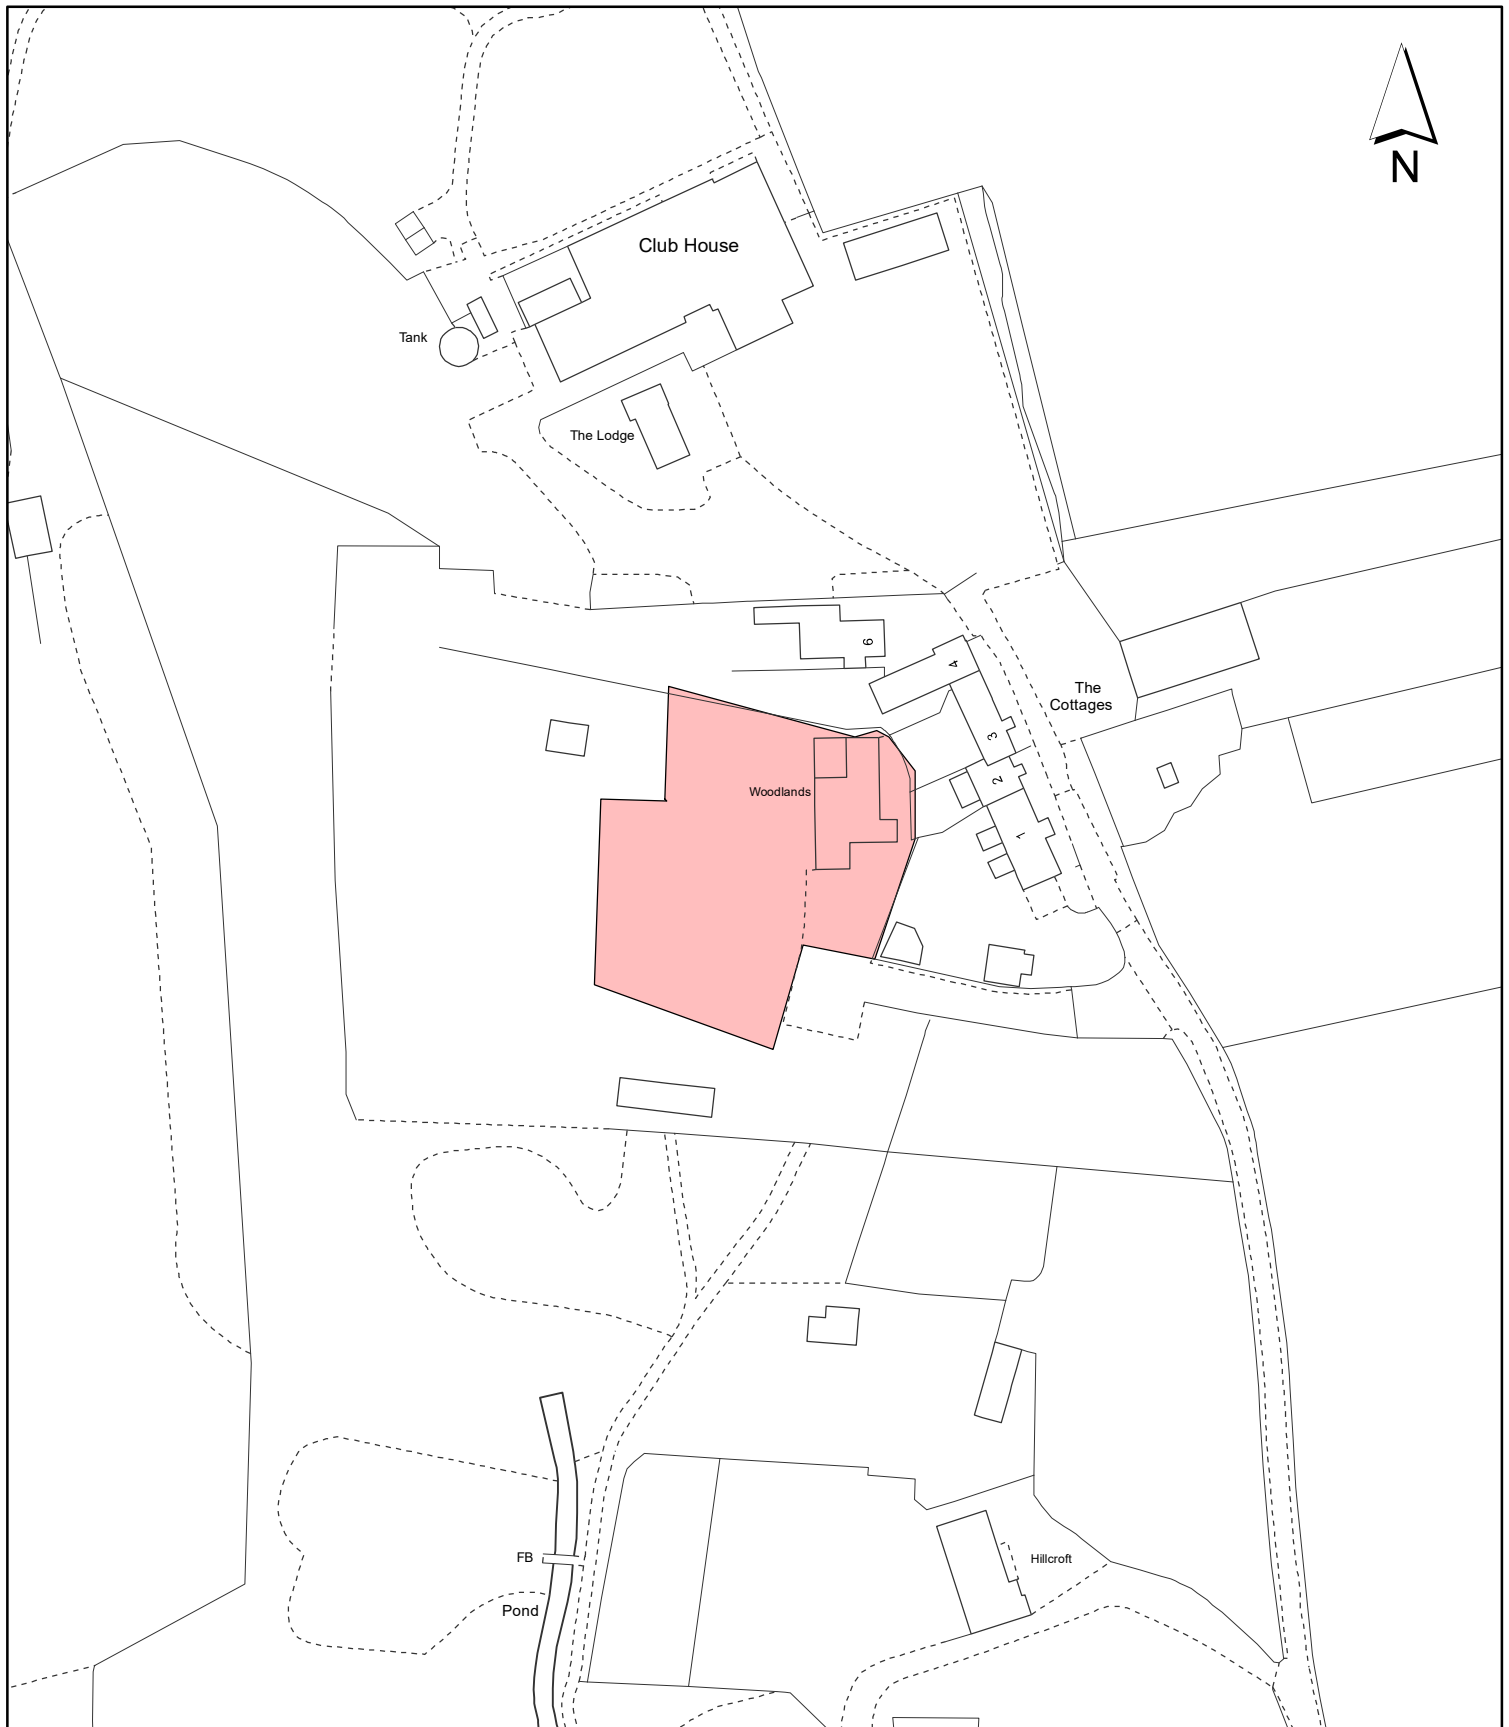 N
Club House
Tank
The Lodge
6
4
The
Cottages
3
2
Woodlands
1
FB
Hillcroft
Pond